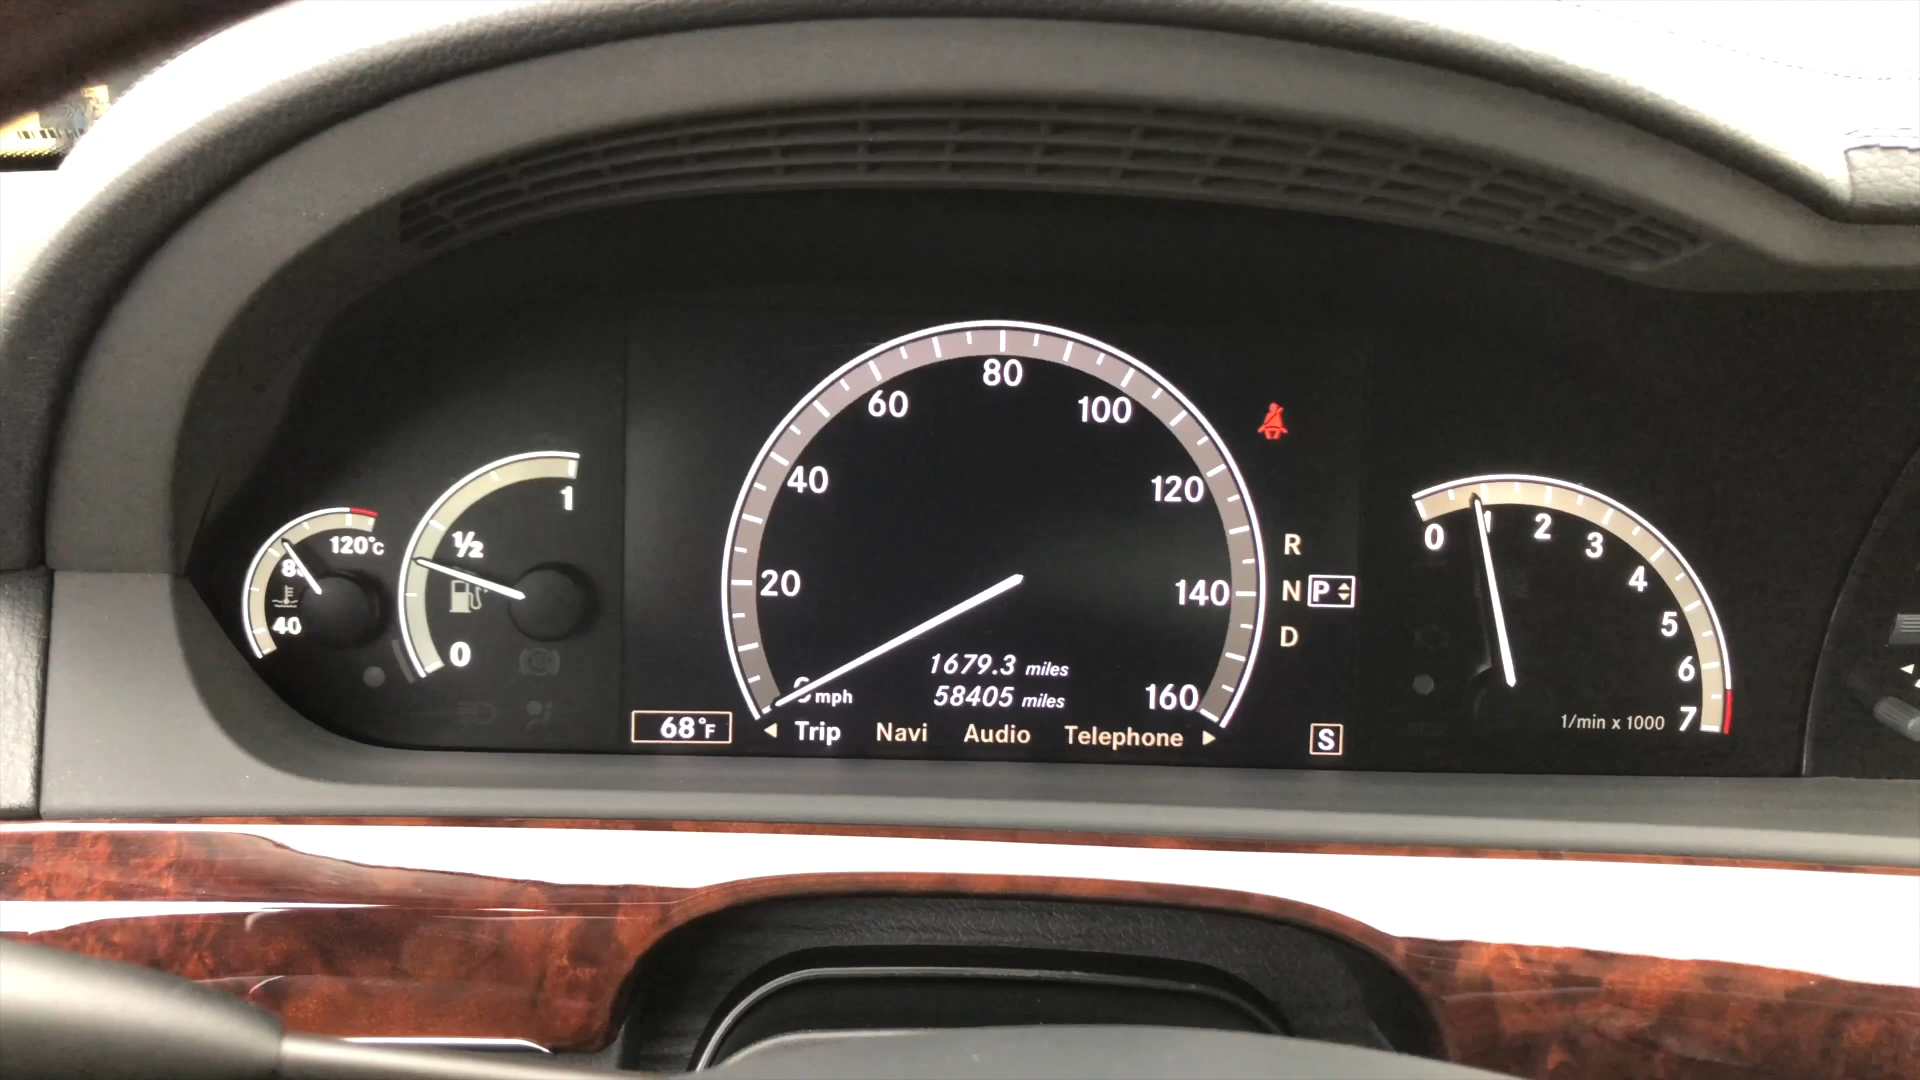 120°c
40
1
½
0
20
40
60
80
100
120
140
160
mph
1679.3 miles
58405 miles
68°F
Trip Navi Audio Telephone
R
N P
D
S
0 1 2 3 4 5 6 7
1/min x 1000